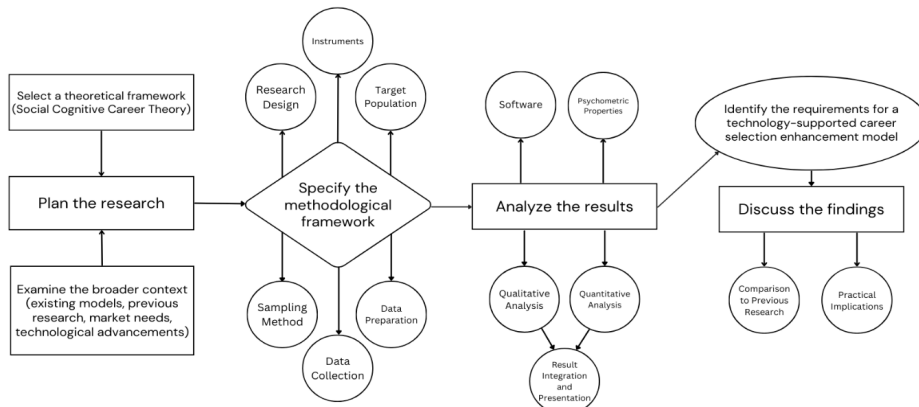 Select a theoretical framework
(Social Cognitive Career Theory)
Plan the research
Examine the broader context
(existing models, previous
research, market needs,
technological advancements)
Instruments
Research
Design
Target
Population
Specify the
methodological
framework
Sampling
Method
Data
Collection
Data
Preparation
Software
Psychometric
Properties
Analyze the results
Qualitative
Analysis
Quantitative
Analysis
Result
Integration
and
Presentation
Identify the requirements for a
technology-supported career
selection enhancement model
Discuss the findings
Comparison
to Previous
Research
Practical
Implications